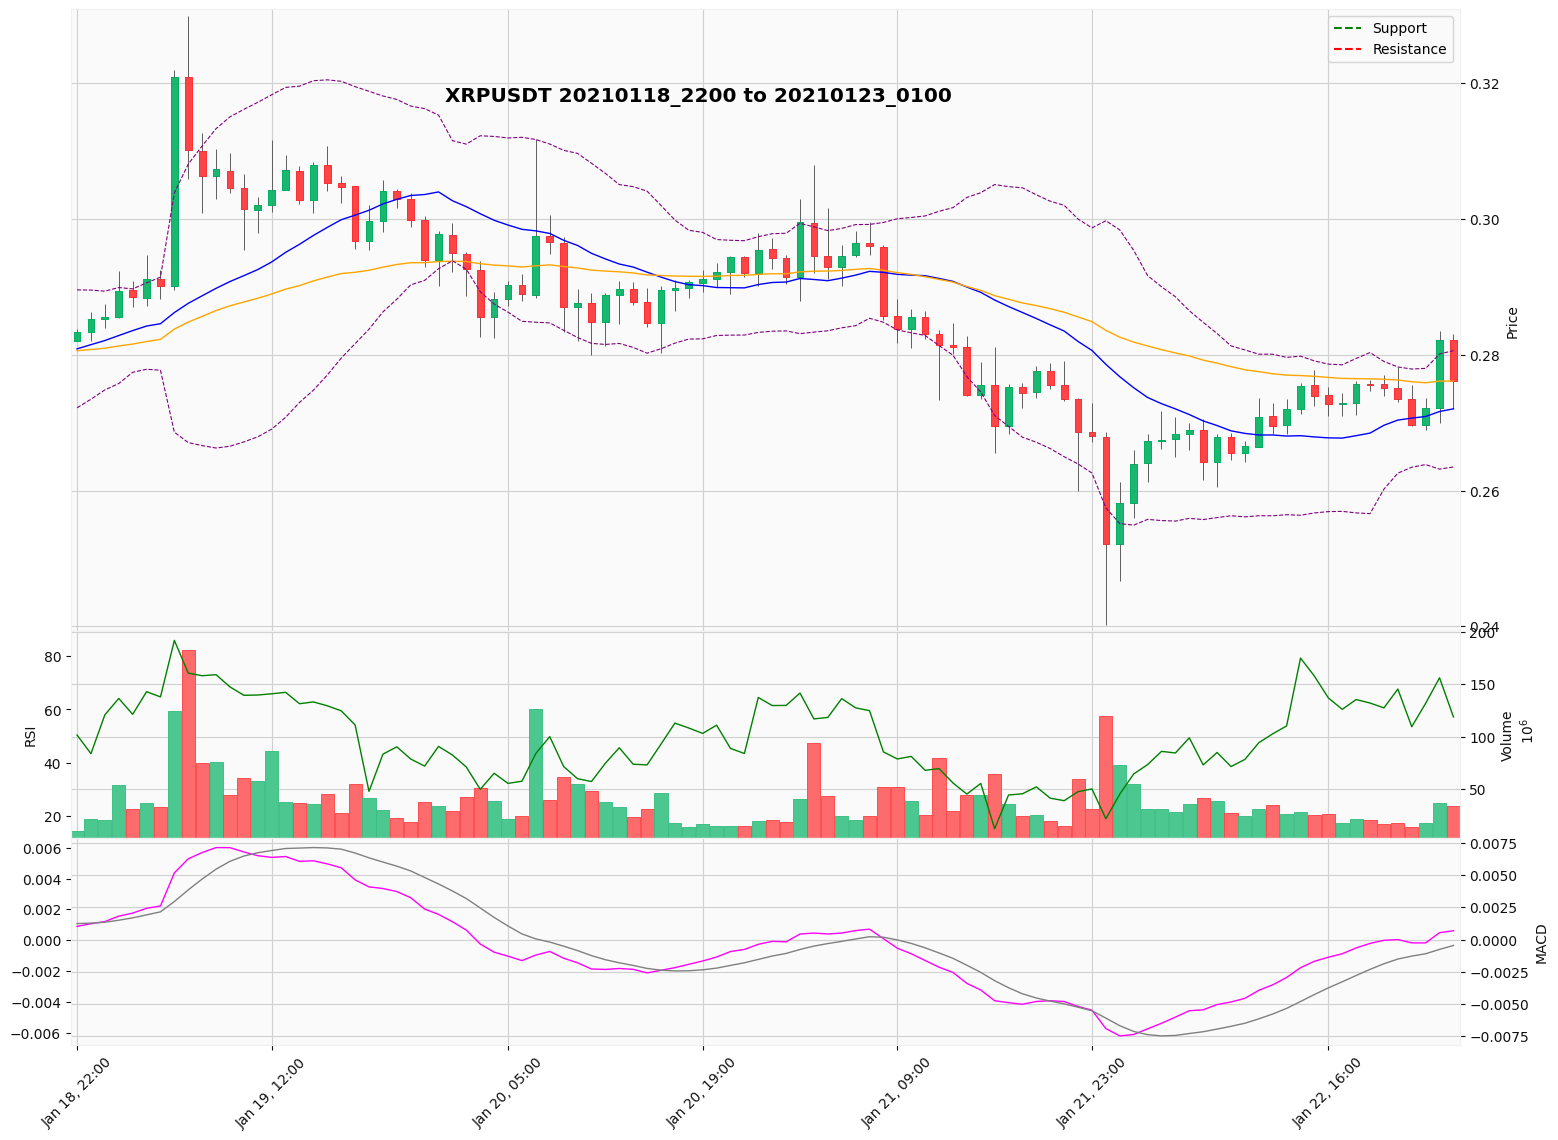 XRPUSDT 20210118_2200 to 20210123_0100
Support
Resistance
0.32
0.30
0.28
0.26
0.24
Price
80
60
40
20
RSI
200
150
100
50
Volume
10^6
0.006
0.004
0.002
0.000
−0.002
−0.004
−0.006
0.0075
0.0050
0.0025
0.0000
−0.0025
−0.0050
−0.0075
MACD
Jan 18, 22:00
Jan 19, 12:00
Jan 20, 05:00
Jan 20, 19:00
Jan 21, 09:00
Jan 21, 23:00
Jan 22, 16:00